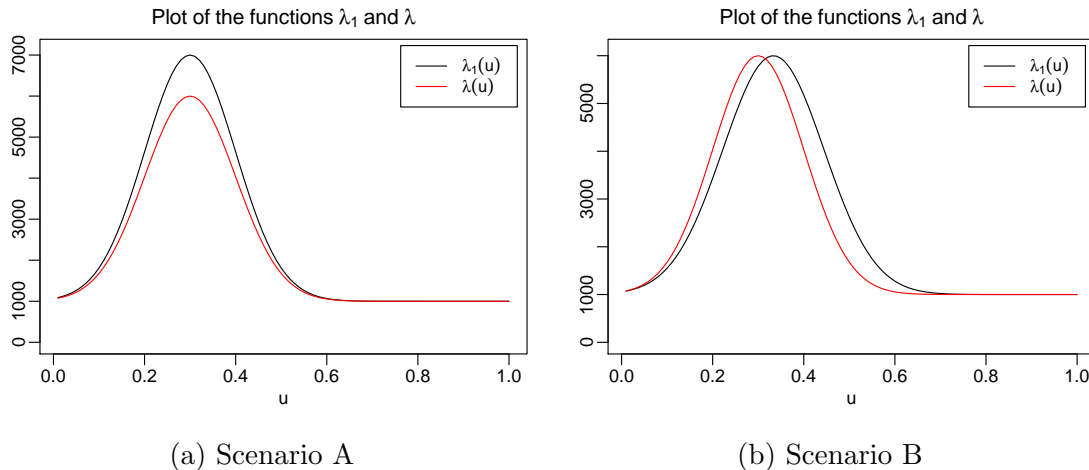 Plot of the functions λ₁ and λ
λ₁(u)
λ(u)
7000
5000
3000
1000
0
0.0 0.2 0.4 0.6 0.8 1.0
u
(a) Scenario A
Plot of the functions λ₁ and λ
λ₁(u)
λ(u)
5000
3000
1000
0
0.0 0.2 0.4 0.6 0.8 1.0
u
(b) Scenario B